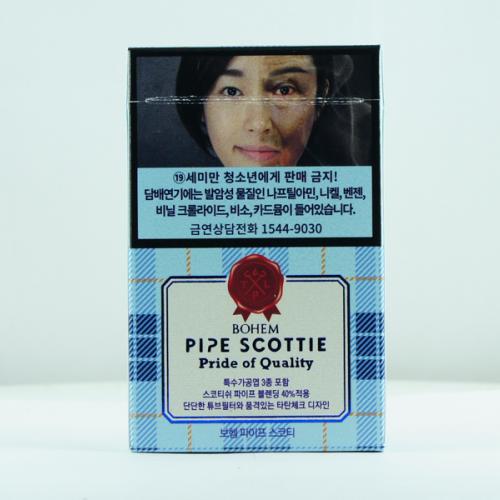 ⑲세미만 청소년에게 판매 금지!
담배연기에는 발암성 물질인 나프틸아민, 니켈, 벤젠,
비닐 크롤라이드, 비소, 카드뮴이 들어있습니다.
금연상담전화 1544-9030
BOHEM
PIPE SCOTTIE
Pride of Quality
특수가공엽 3종 포함
스코티쉬 파이프 블렌딩 40%적용
단단한 튜브필터와 품격있는 타탄체크 디자인
보헴 파이프 스코티